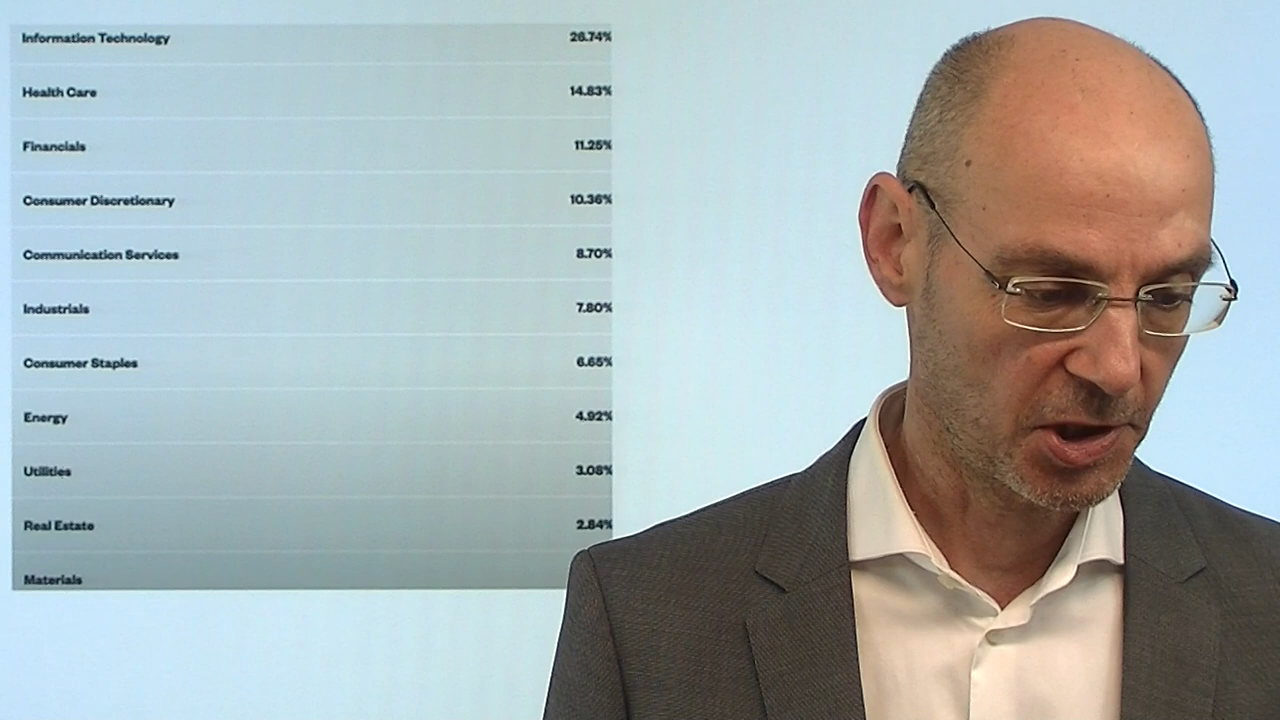 Information Technology 26.74%
Health Care 14.83%
Financials 11.25%
Consumer Discretionary 10.36%
Communication Services 8.70%
Industrials 7.80%
Consumer Staples 6.65%
Energy 4.92%
Utilities 3.08%
Real Estate 2.84%
Materials